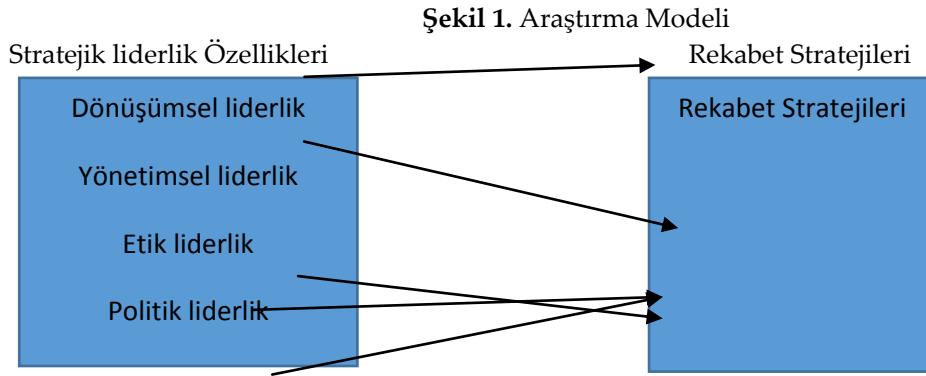 Şekil 1. Araştırma Modeli
Stratejik liderlik Özellikleri
Rekabet Stratejileri
Dönüşümsel liderlik
Yönetimsel liderlik
Etik liderlik
Politik liderlik
Rekabet Stratejileri